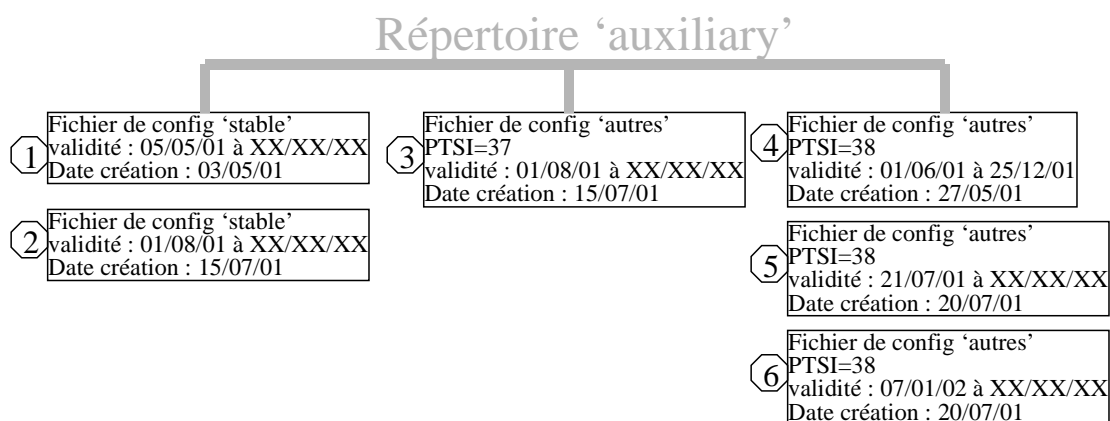 Répertoire ‘auxiliary’
1
Fichier de config ‘stable’
validité : 05/05/01 à XX/XX/XX
Date création : 03/05/01
2
Fichier de config ‘stable’
validité : 01/08/01 à XX/XX/XX
Date création : 15/07/01
3
Fichier de config ‘autres’
PTSI=37
validité : 01/08/01 à XX/XX/XX
Date création : 15/07/01
4
Fichier de config ‘autres’
PTSI=38
validité : 01/06/01 à 25/12/01
Date création : 27/05/01
5
Fichier de config ‘autres’
PTSI=38
validité : 21/07/01 à XX/XX/XX
Date création : 20/07/01
6
Fichier de config ‘autres’
PTSI=38
validité : 07/01/02 à XX/XX/XX
Date création : 20/07/01